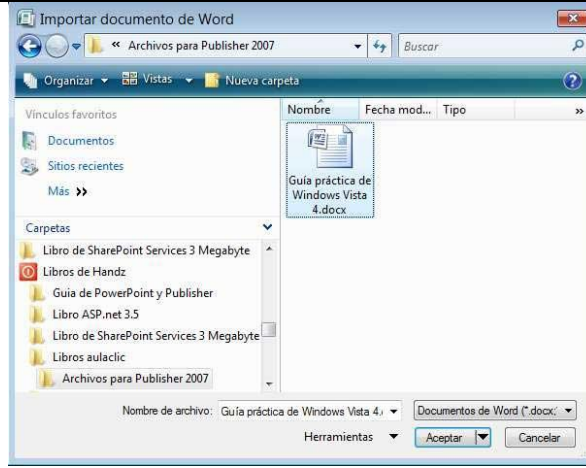 Importar documento de Word
« Archivos para Publisher 2007
Buscar
Organizar Vistas Nueva carpeta
Vínculos favoritos
Documentos
Sitios recientes
Más >>
Carpetas
Libro de SharePoint Services 3 Megabyte
Libros de Handz
Guia de PowerPoint y Publisher
Libro ASP.net 3.5
Libro de SharePoint Services 3 Megabyte
Libros aulaclic
Archivos para Publisher 2007
Nombre Fecha mod... Tipo >>
Guía práctica de
Windows Vista
4.docx
Nombre de archivo: Guía práctica de Windows Vista 4. Documentos de Word (*.docx;
Herramientas Aceptar Cancelar